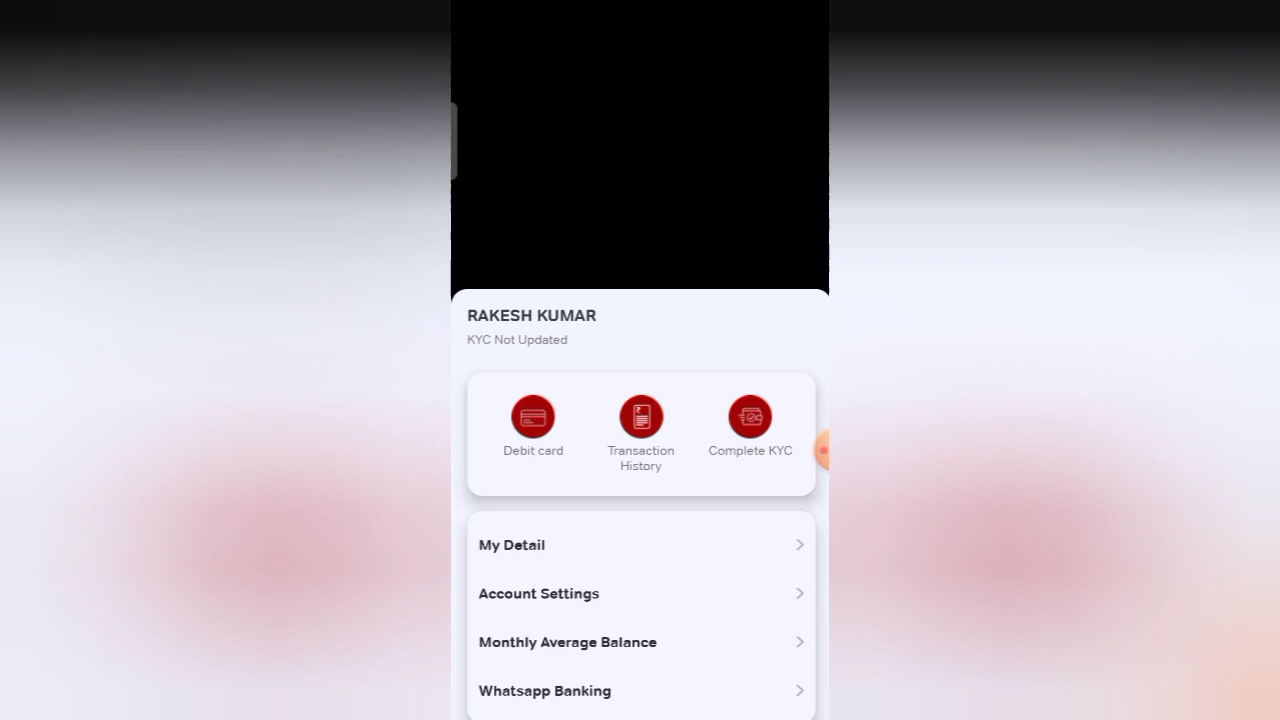 RAKESH KUMAR
KYC Not Updated
Debit card
Transaction
History
Complete KYC
My Detail
Account Settings
Monthly Average Balance
Whatsapp Banking